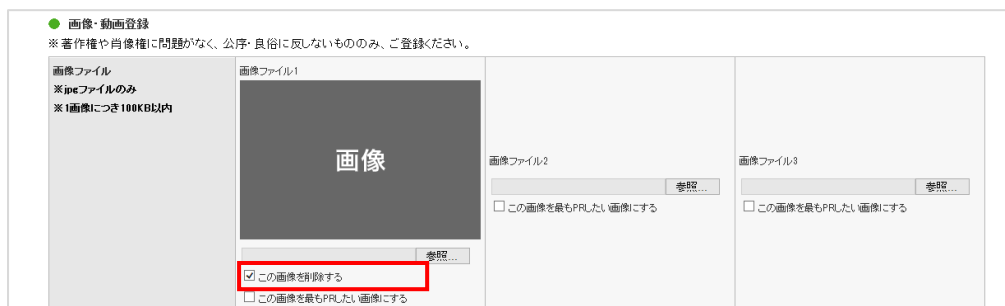 画像・動画登録
※著作権や肖像権に問題がなく、公序・良俗に反しないもののみ、ご登録ください。
画像ファイル
※jpgファイルのみ
※1画像につき100KB以内
画像ファイル1
画像
参照...
この画像を削除する
この画像を最もPRしたい画像にする
画像ファイル2
参照...
この画像を最もPRしたい画像にする
画像ファイル3
参照...
この画像を最もPRしたい画像にする